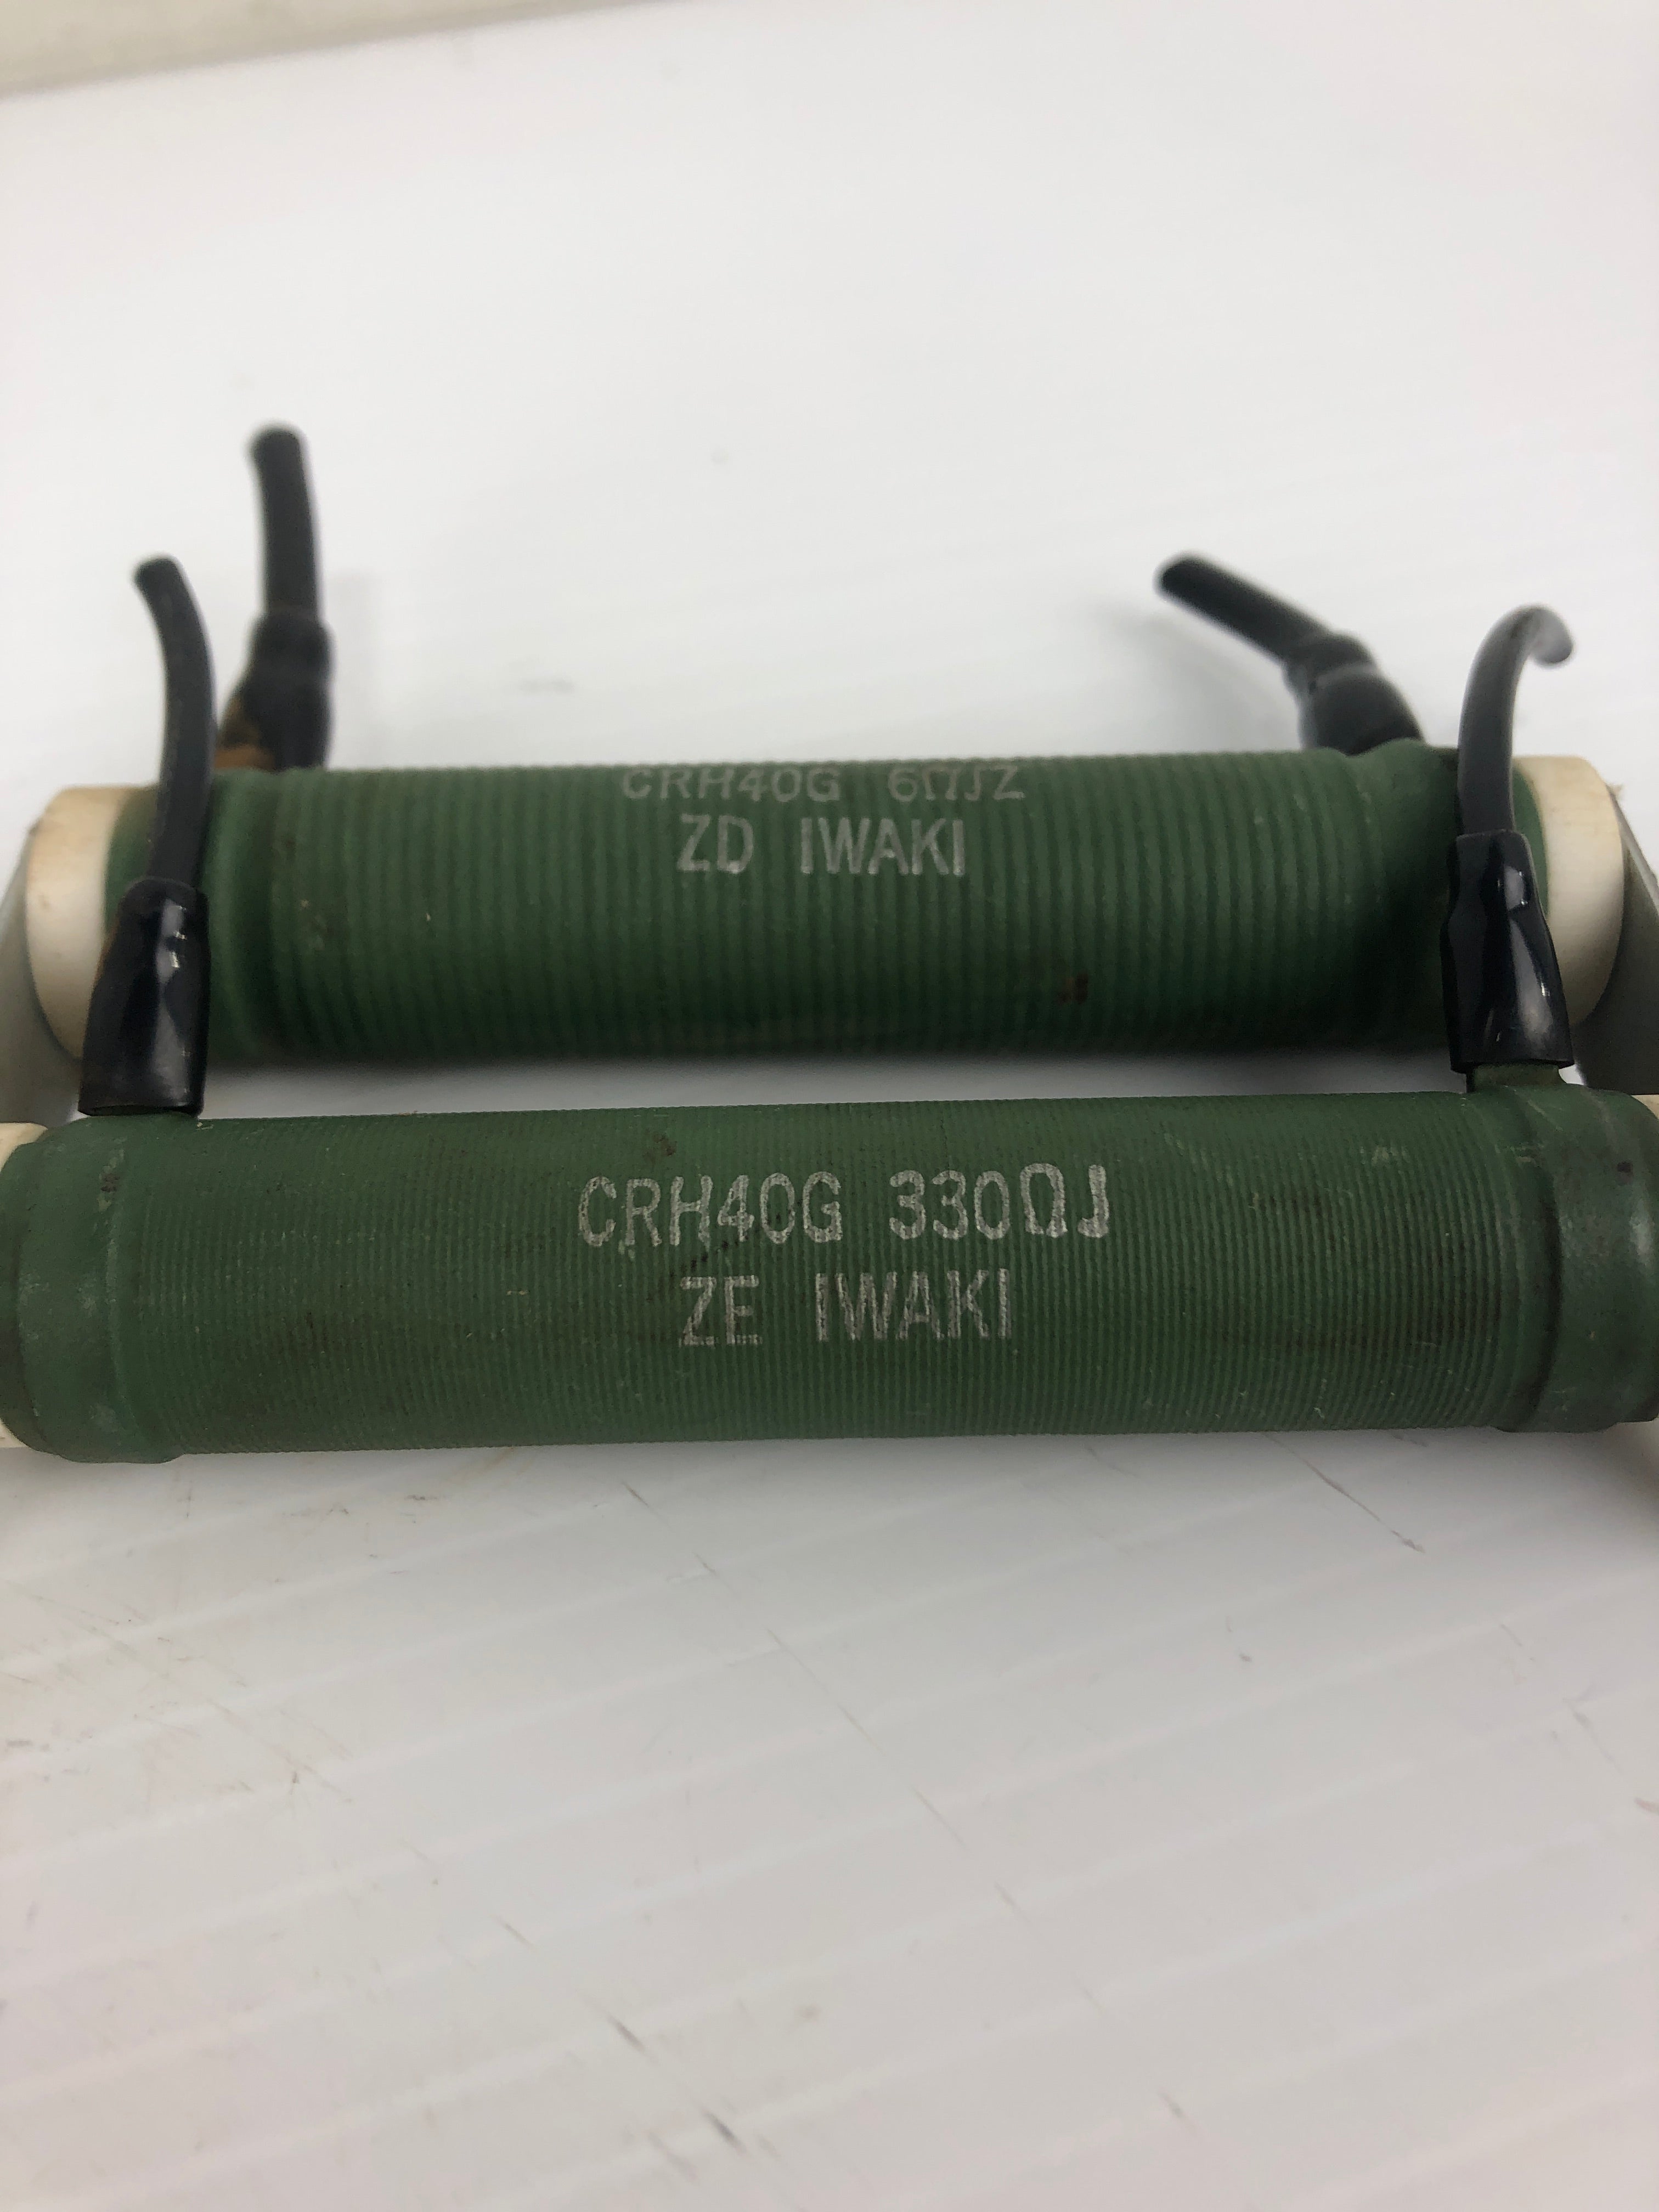 CRH40G 6ΩJZ
ZD IWAKI
CRH40G 330ΩJ
ZE IWAKI